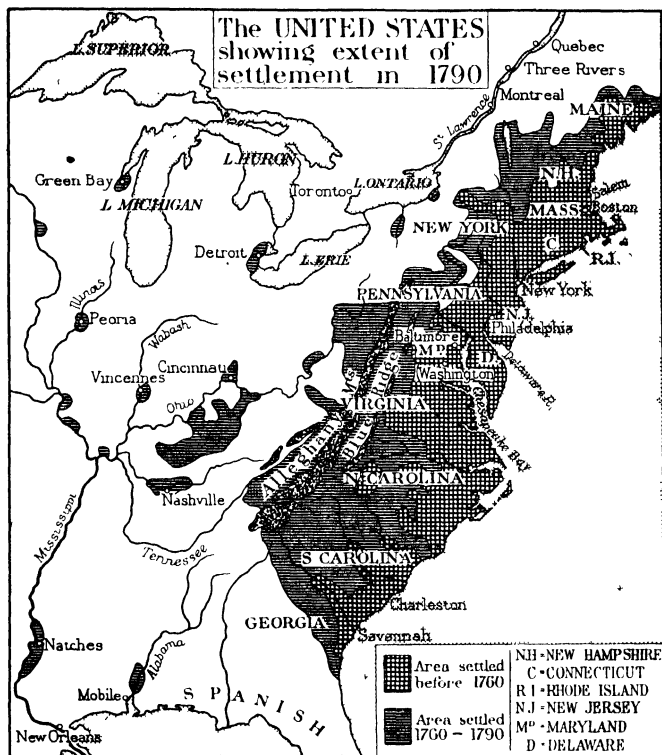 The UNITED STATES
showing extent of
settlement in 1790
L. SUPERIOR
Quebec
Three Rivers
Montreal
MAINE
St. Lawrence
L. HURON
N.H.
Green Bay
Toronto
L. ONTARIO
Salem
L MICHIGAN
MASS
Boston
NEW YORK
C
R.I.
Detroit
L. ERIE
PENNSYLVANIA
New York
Illinois
N.J.
Peoria
Philadelphia
Wabash
Baltimore
MD
D
Cincinnati
Washington
Delaware R.
Vincennes
Ohio
VIRGINIA
Alleghany Mts
Blue Ridge
Chesapeake Bay
N. CAROLINA
Nashville
Mississippi
Tennessee
S CAROLINA
Charleston
GEORGIA
Savannah
Natches
Alabama
Mobile
SPANISH
New Orleans
Area settled
before 1760
Area settled
1760 - 1790
N.H = NEW HAMPSHIRE
C = CONNECTICUT
R I = RHODE ISLAND
N J = NEW JERSEY
MD = MARYLAND
D = DELAWARE